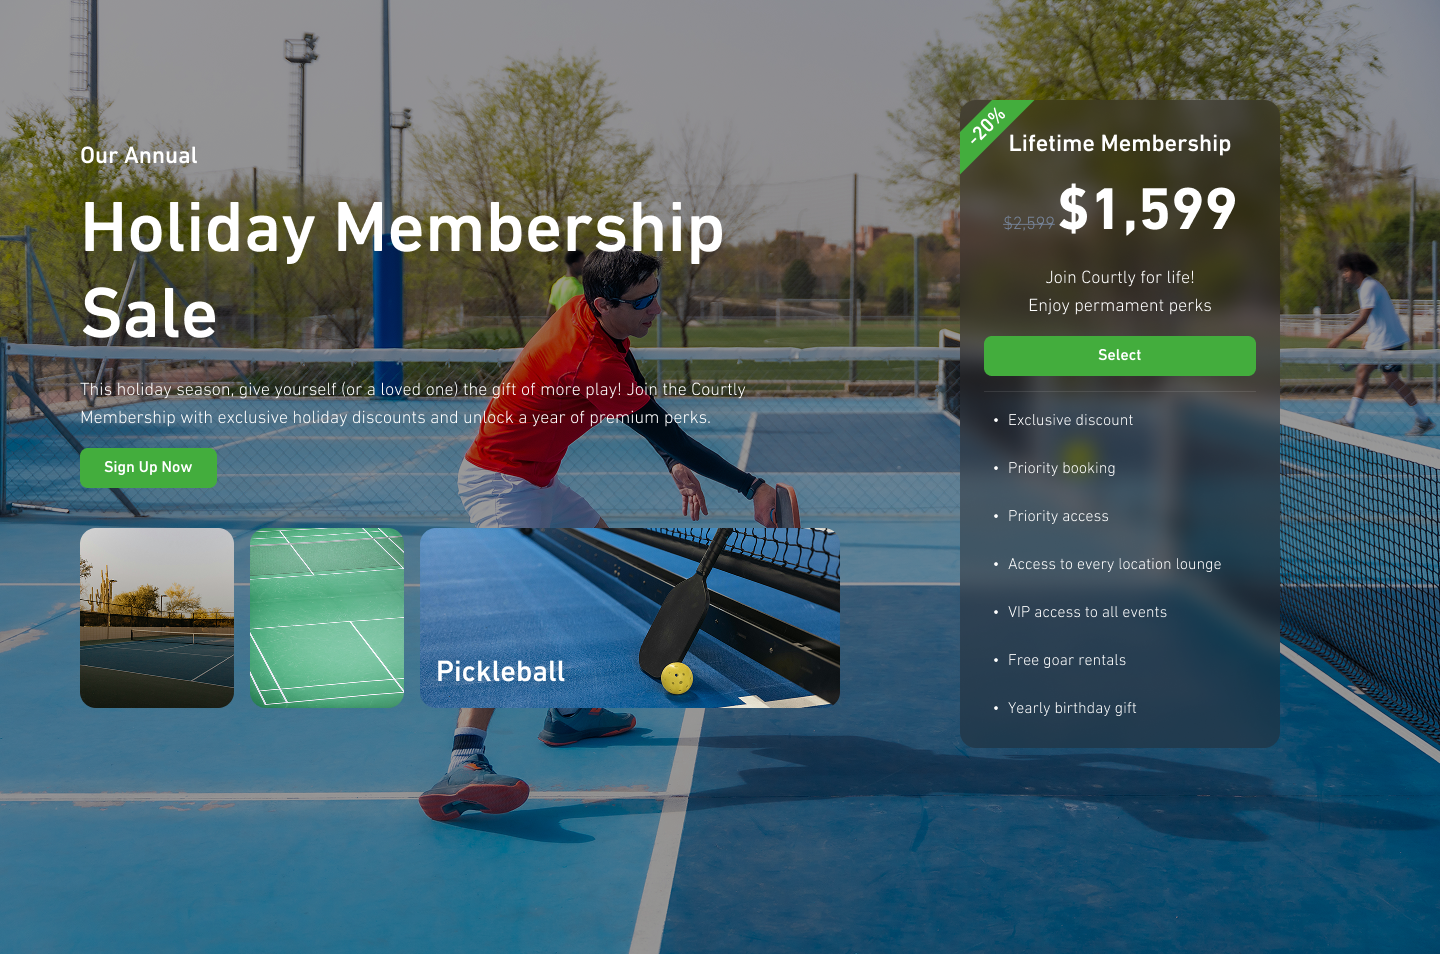 Our Annual
Holiday Membership
Sale
This holiday season, give yourself (or a loved one) the gift of more play! Join the Courtly
Membership with exclusive holiday discounts and unlock a year of premium perks.
Sign Up Now
Pickleball
-20%
Lifetime Membership
$2,599 $1,599
Join Courtly for life!
Enjoy permament perks
Select
• Exclusive discount
• Priority booking
• Priority access
• Access to every location lounge
• VIP access to all events
• Free goar rentals
• Yearly birthday gift